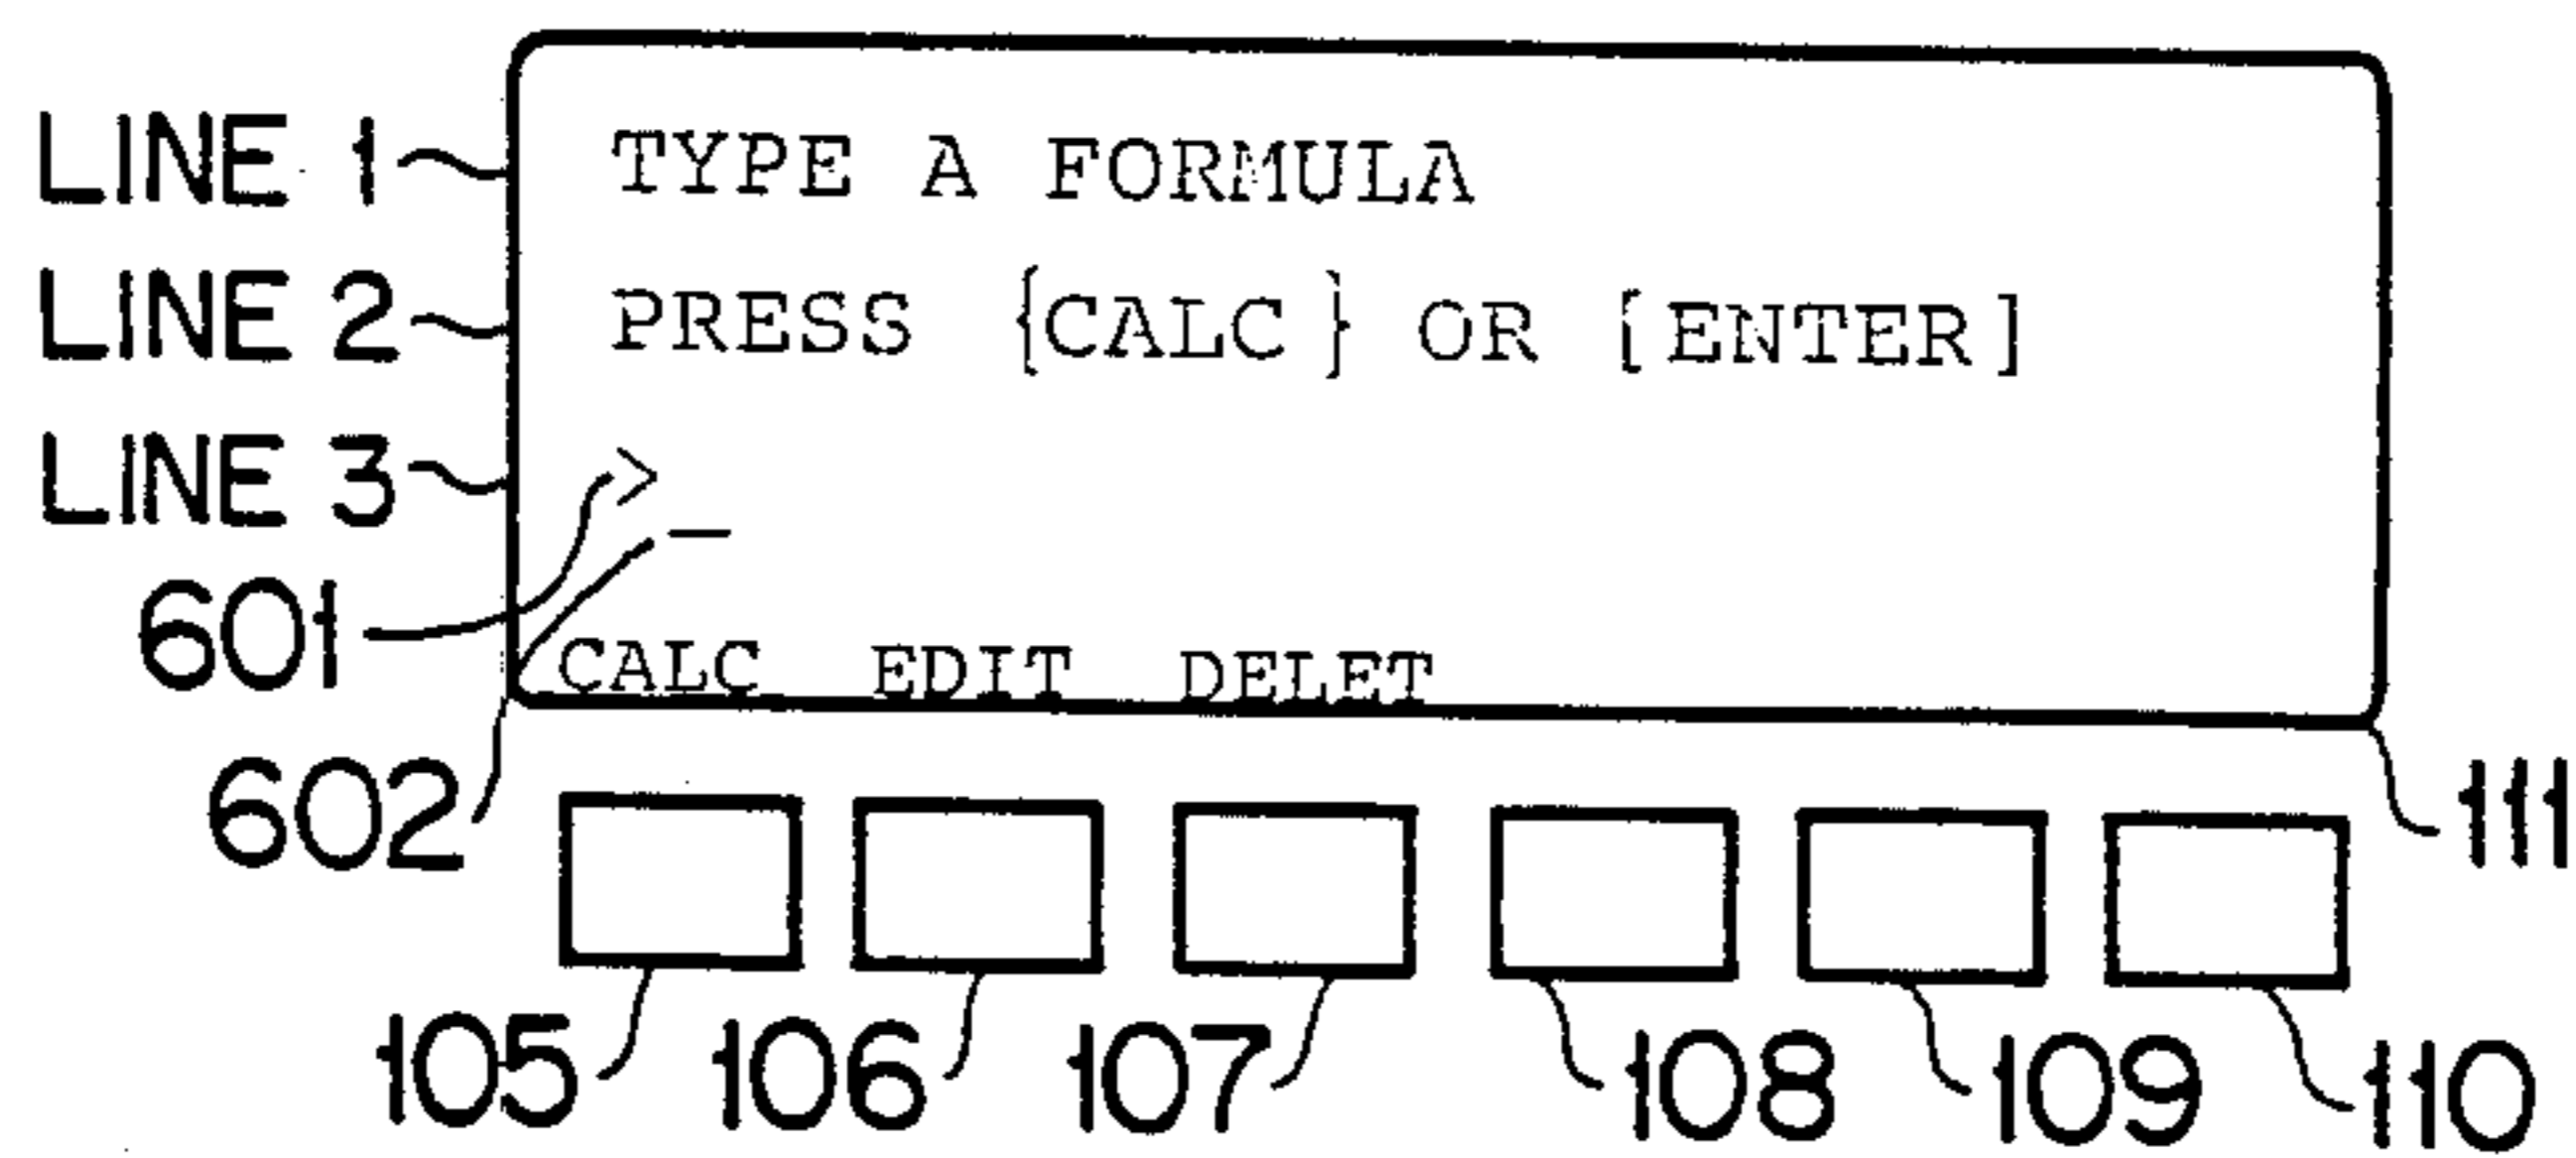 LINE 1 TYPE A FORMULA
LINE 2 PRESS {CALC} OR [ENTER]
LINE 3 >
601 _
CALC EDIT DELET
602 111
105 106 107 108 109 110